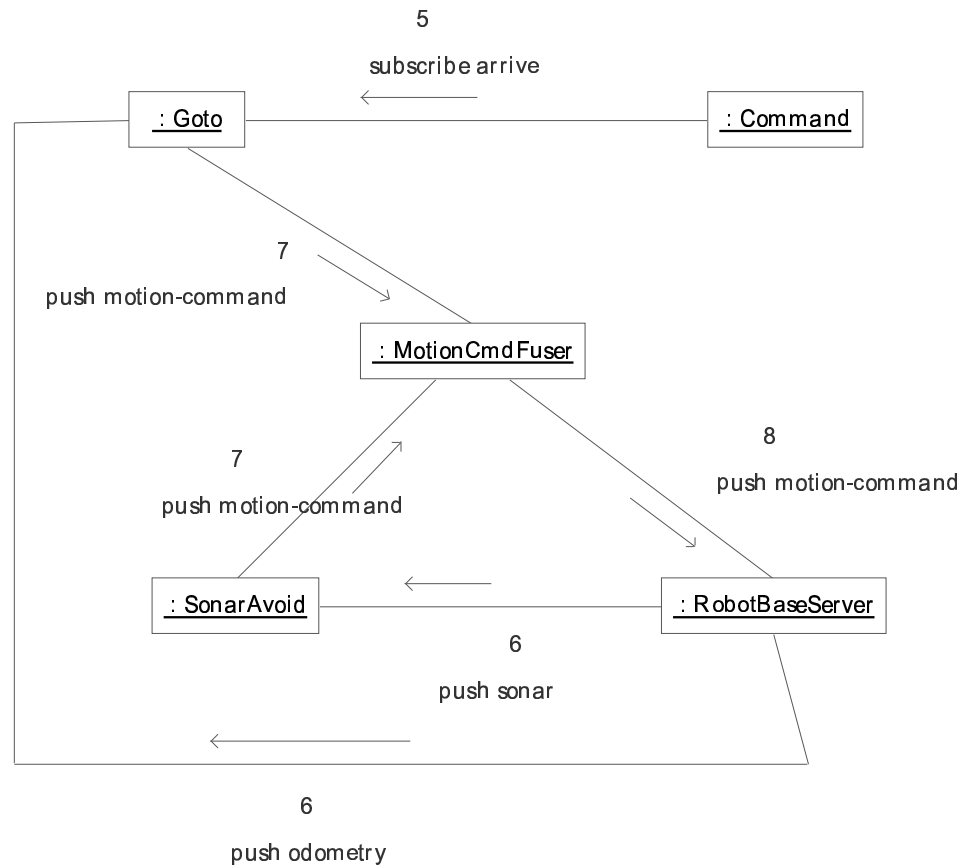 5
subscribe arrive
: Goto
: Command
7
push motion-command
: MotionCmdFuser
8
push motion-command
7
push motion-command
: SonarAvoid
: RobotBaseServer
6
push sonar
6
push odometry